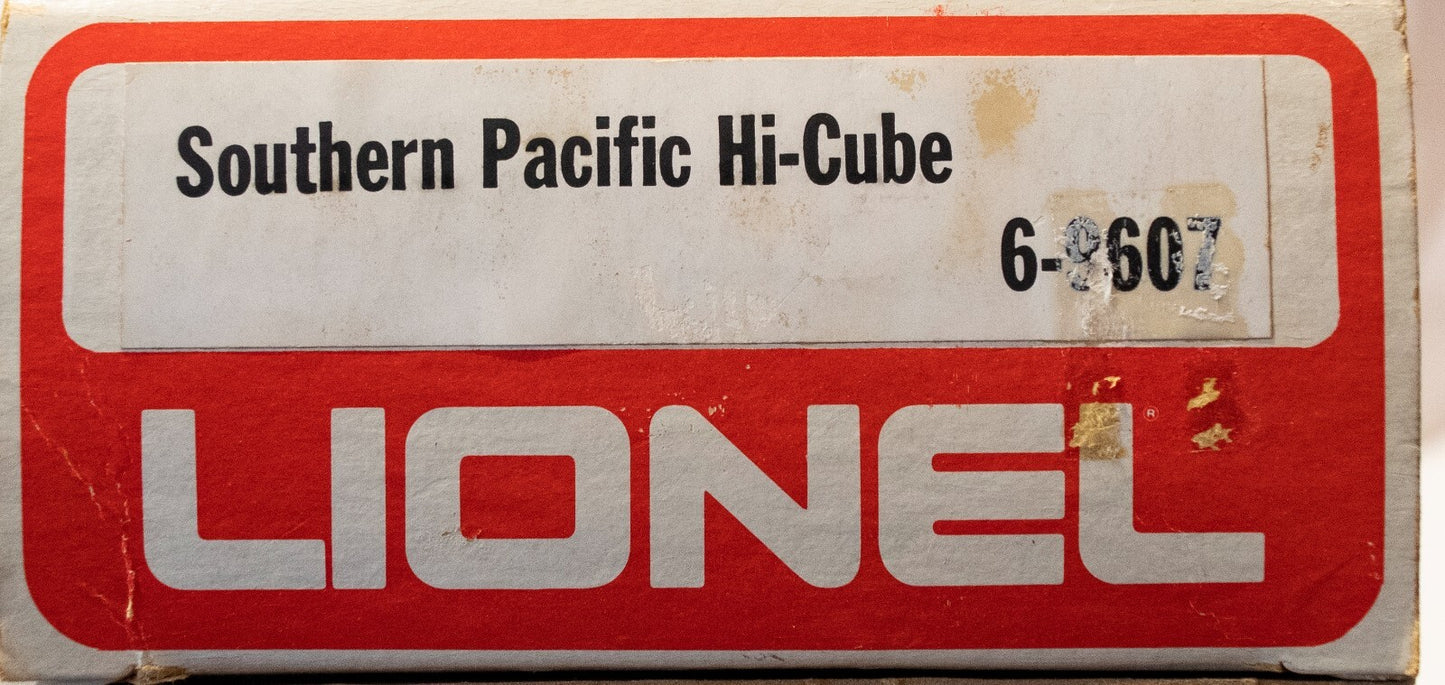 Southern Pacific Hi-Cube
6-9607
LIONEL®